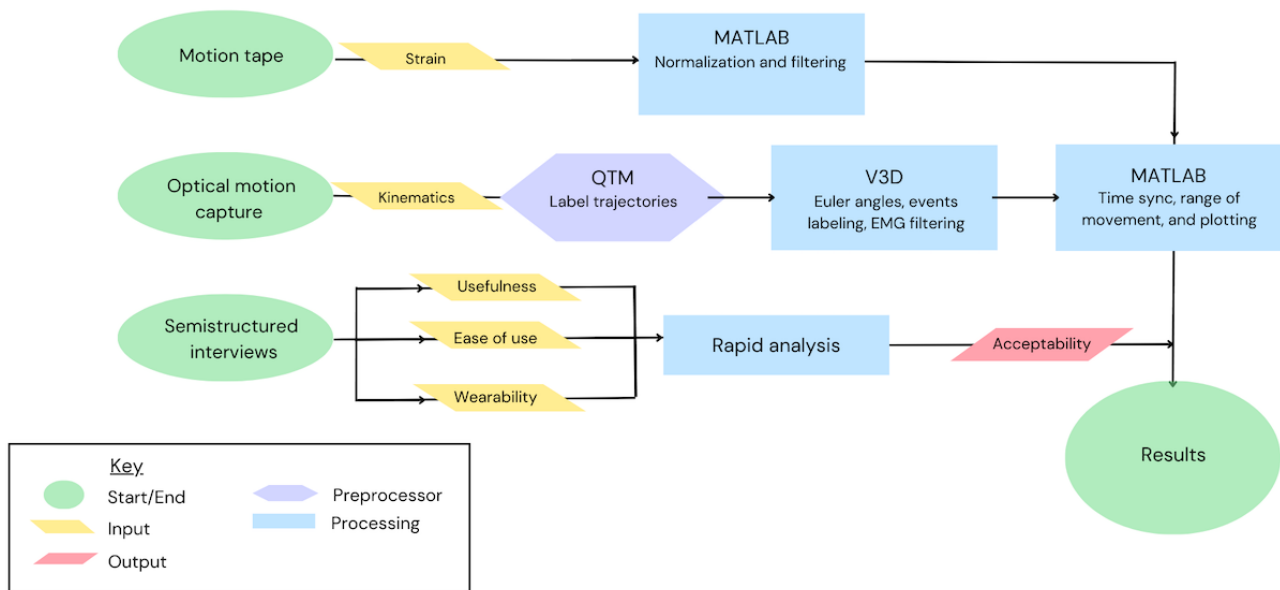 Motion tape
Strain
MATLAB
Normalization and filtering
Optical motion
capture
Kinematics
QTM
Label trajectories
V3D
Euler angles, events
labeling, EMG filtering
MATLAB
Time sync, range of
movement, and plotting
Semistructured
interviews
Usefulness
Ease of use
Wearability
Rapid analysis
Acceptability
Results
Key
Start/End
Input
Output
Preprocessor
Processing